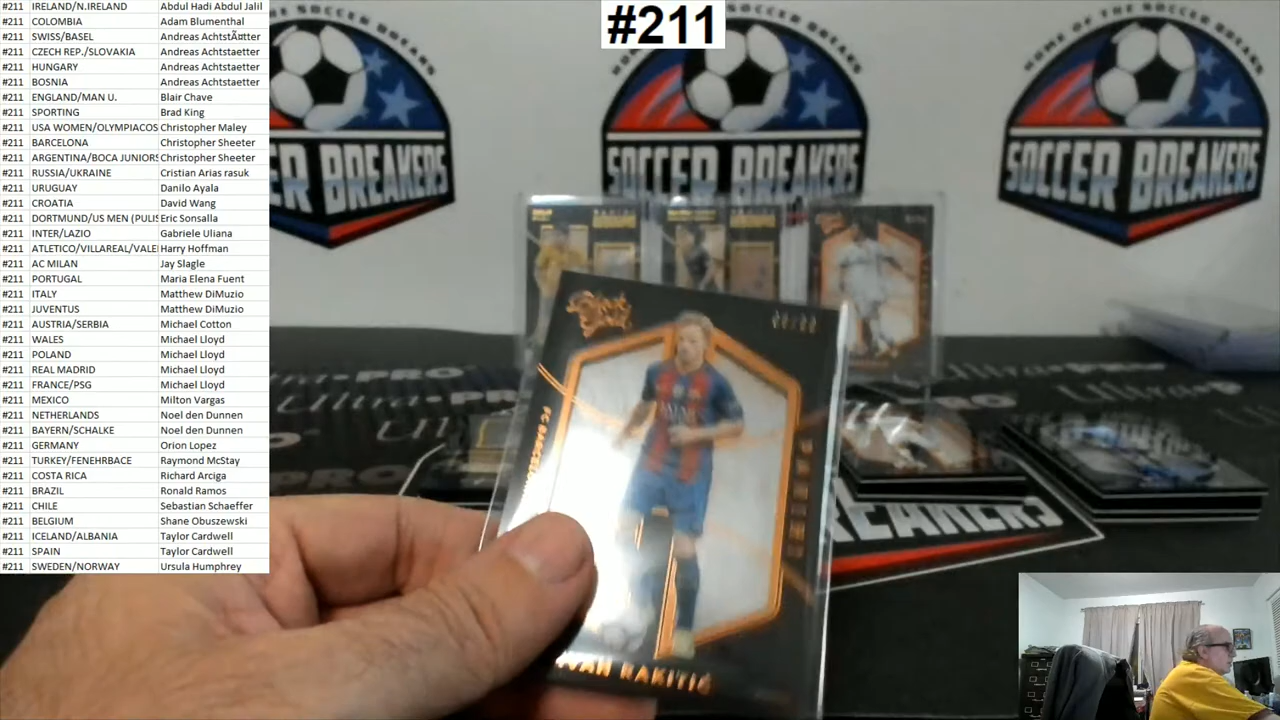 #211
#211 IRELAND/N.IRELAND Abdul Hadi Abdul Jalil
#211 COLOMBIA Adam Blumenthal
#211 SWISS/BASEL Andreas AchtstÃ¤tter
#211 CZECH REP./SLOVAKIA Andreas Achtstaetter
#211 HUNGARY Andreas Achtstaetter
#211 BOSNIA Andreas Achtstaetter
#211 ENGLAND/MAN U. Blair Chave
#211 SPORTING Brad King
#211 USA WOMEN/OLYMPIACOS Christopher Maley
#211 BARCELONA Christopher Sheeter
#211 ARGENTINA/BOCA JUNIORS Christopher Sheeter
#211 RUSSIA/UKRAINE Cristian Arias rasuk
#211 URUGUAY Danilo Ayala
#211 CROATIA David Wang
#211 DORTMUND/US MEN (PULIS Eric Sonsalla
#211 INTER/LAZIO Gabriele Uliana
#211 ATLETICO/VILLAREAL/VALE Harry Hoffman
#211 AC MILAN Jay Slagle
#211 PORTUGAL Maria Elena Fuent
#211 ITALY Matthew DiMuzio
#211 JUVENTUS Matthew DiMuzio
#211 AUSTRIA/SERBIA Michael Cotton
#211 WALES Michael Lloyd
#211 POLAND Michael Lloyd
#211 REAL MADRID Michael Lloyd
#211 FRANCE/PSG Michael Lloyd
#211 MEXICO Milton Vargas
#211 NETHERLANDS Noel den Dunnen
#211 BAYERN/SCHALKE Noel den Dunnen
#211 GERMANY Orion Lopez
#211 TURKEY/FENEHRBACE Raymond McStay
#211 COSTA RICA Richard Arciga
#211 BRAZIL Ronald Ramos
#211 CHILE Sebastian Schaeffer
#211 BELGIUM Shane Obuszewski
#211 ICELAND/ALBANIA Taylor Cardwell
#211 SPAIN Taylor Cardwell
#211 SWEDEN/NORWAY Ursula Humphrey
HOME OF THE SOCCER BREAKS
SOCCER BREAKERS
SOCCER BREAKERS
ER BREAKERS
PRO
Ultra
BREAKERS
FC BARCELON
IVAN RAKITIĆ